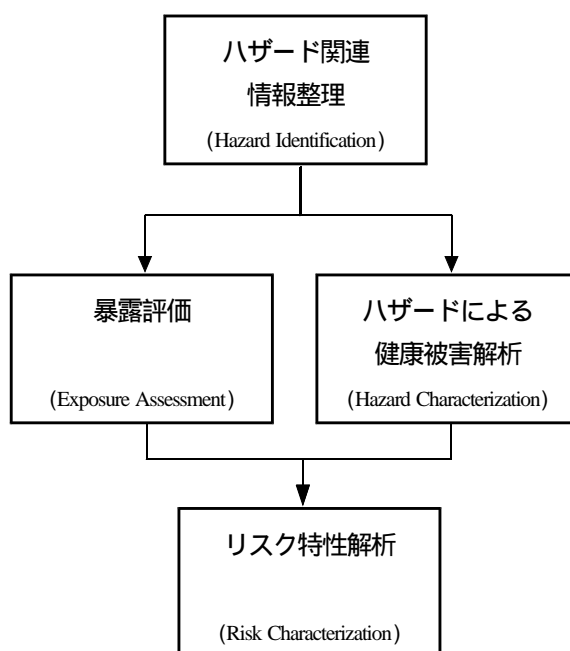 ハザード関連
情報整理
(Hazard Identification)
暴露評価
(Exposure Assessment)
ハザードによる
健康被害解析
(Hazard Characterization)
リスク特性解析
(Risk Characterization)